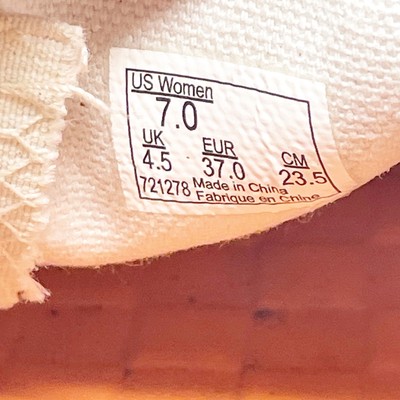 US Women
7.0
UK EUR CM
4.5 37.0 23.5
721278 Made in China
Fabrique en Chine